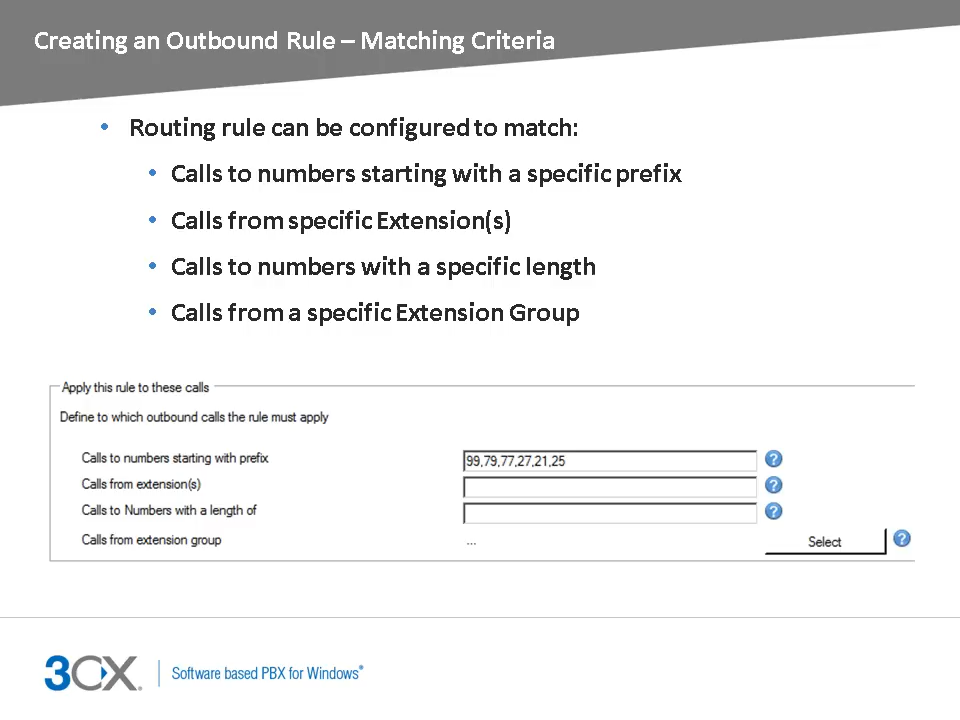 Creating an Outbound Rule – Matching Criteria
• Routing rule can be configured to match:
• Calls to numbers starting with a specific prefix
• Calls from specific Extension(s)
• Calls to numbers with a specific length
• Calls from a specific Extension Group
Apply this rule to these calls
Define to which outbound calls the rule must apply
Calls to numbers starting with prefix 99,79,77,27,21,25 ?
Calls from extension(s) ?
Calls to Numbers with a length of ?
Calls from extension group ... Select ?
3CX® Software based PBX for Windows®